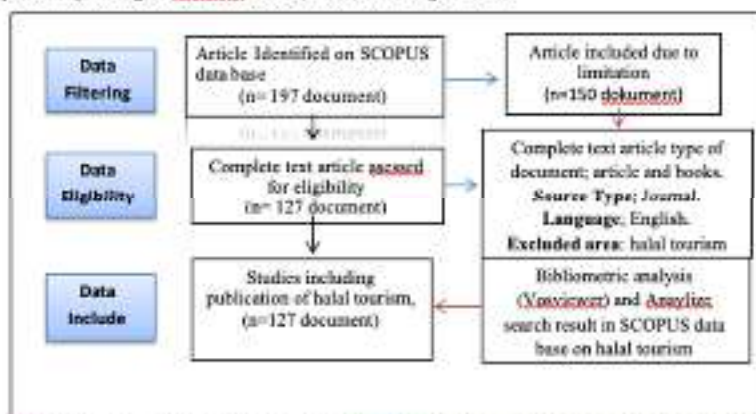 Data
Filtering
Article Identified on SCOPUS
data base
(n= 197 document)
Article included due to
limitation
(n=150 dokument)
Data
Eligibility
Complete text article assesd
for eligibility
(n= 127 document)
Complete text article type of
document; article and books.
Source Type; Journal.
Language; English.
Excluded area: halal tourism
Data
Include
Studies including
publication of halal tourism,
(n=127 document)
Bibliometric analysis
(Vosviewer) and
search result in SCOPUS data
base on halal tourism